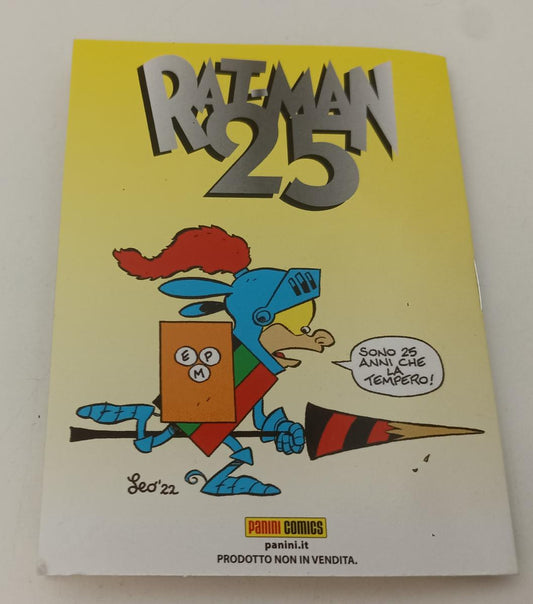 RAT-MAN
25
E P
M
SONO 25
ANNI CHE
LA
TEMPERO!
Leo '22
PANINI COMICS
panini.it
PRODOTTO NON IN VENDITA.